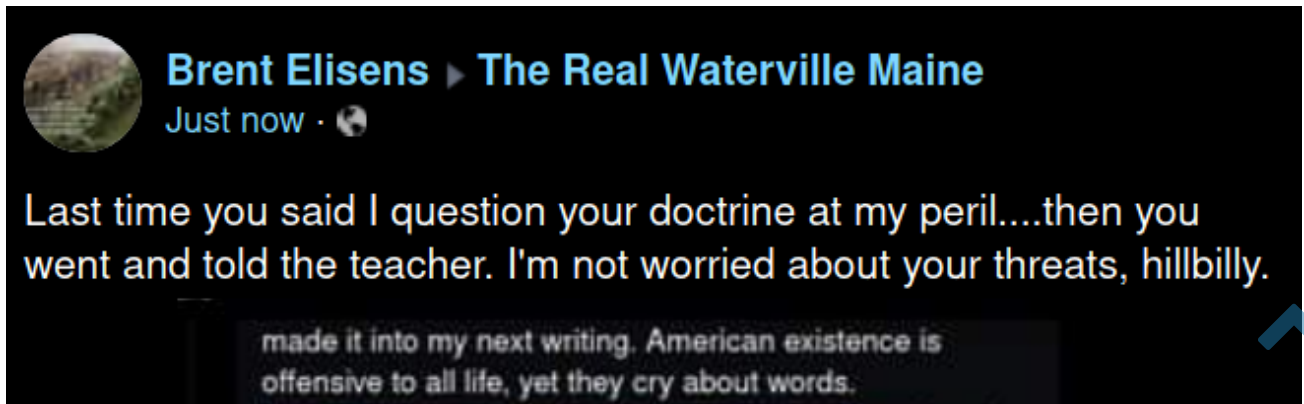 Brent Elisens ▸ The Real Waterville Maine
Just now ·
Last time you said I question your doctrine at my peril....then you
went and told the teacher. I'm not worried about your threats, hillbilly.
made it into my next writing. American existence is
offensive to all life, yet they cry about words.